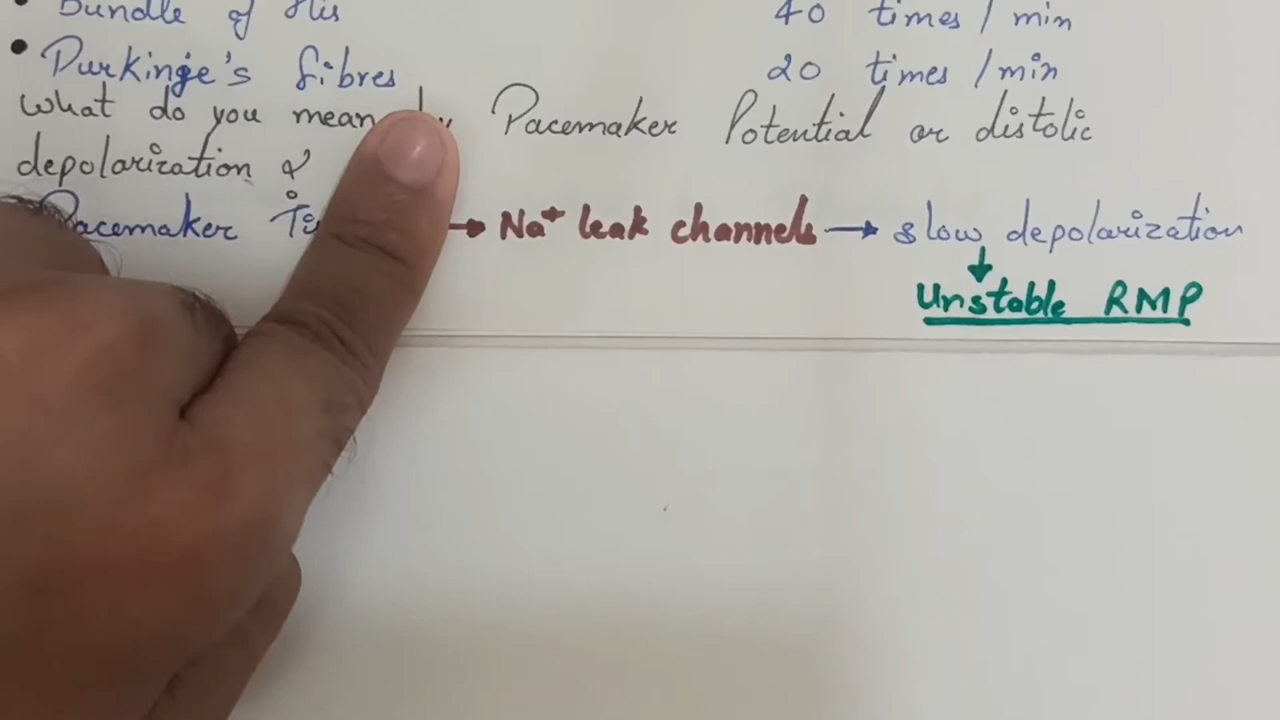 • Bundle of His 40 times / min
• Purkinje's fibres 20 times / min
What do you mean by Pacemaker Potential or distolic
depolarization &
Pacemaker → Na+ leak channels → slow depolarization
↓
Unstable RMP